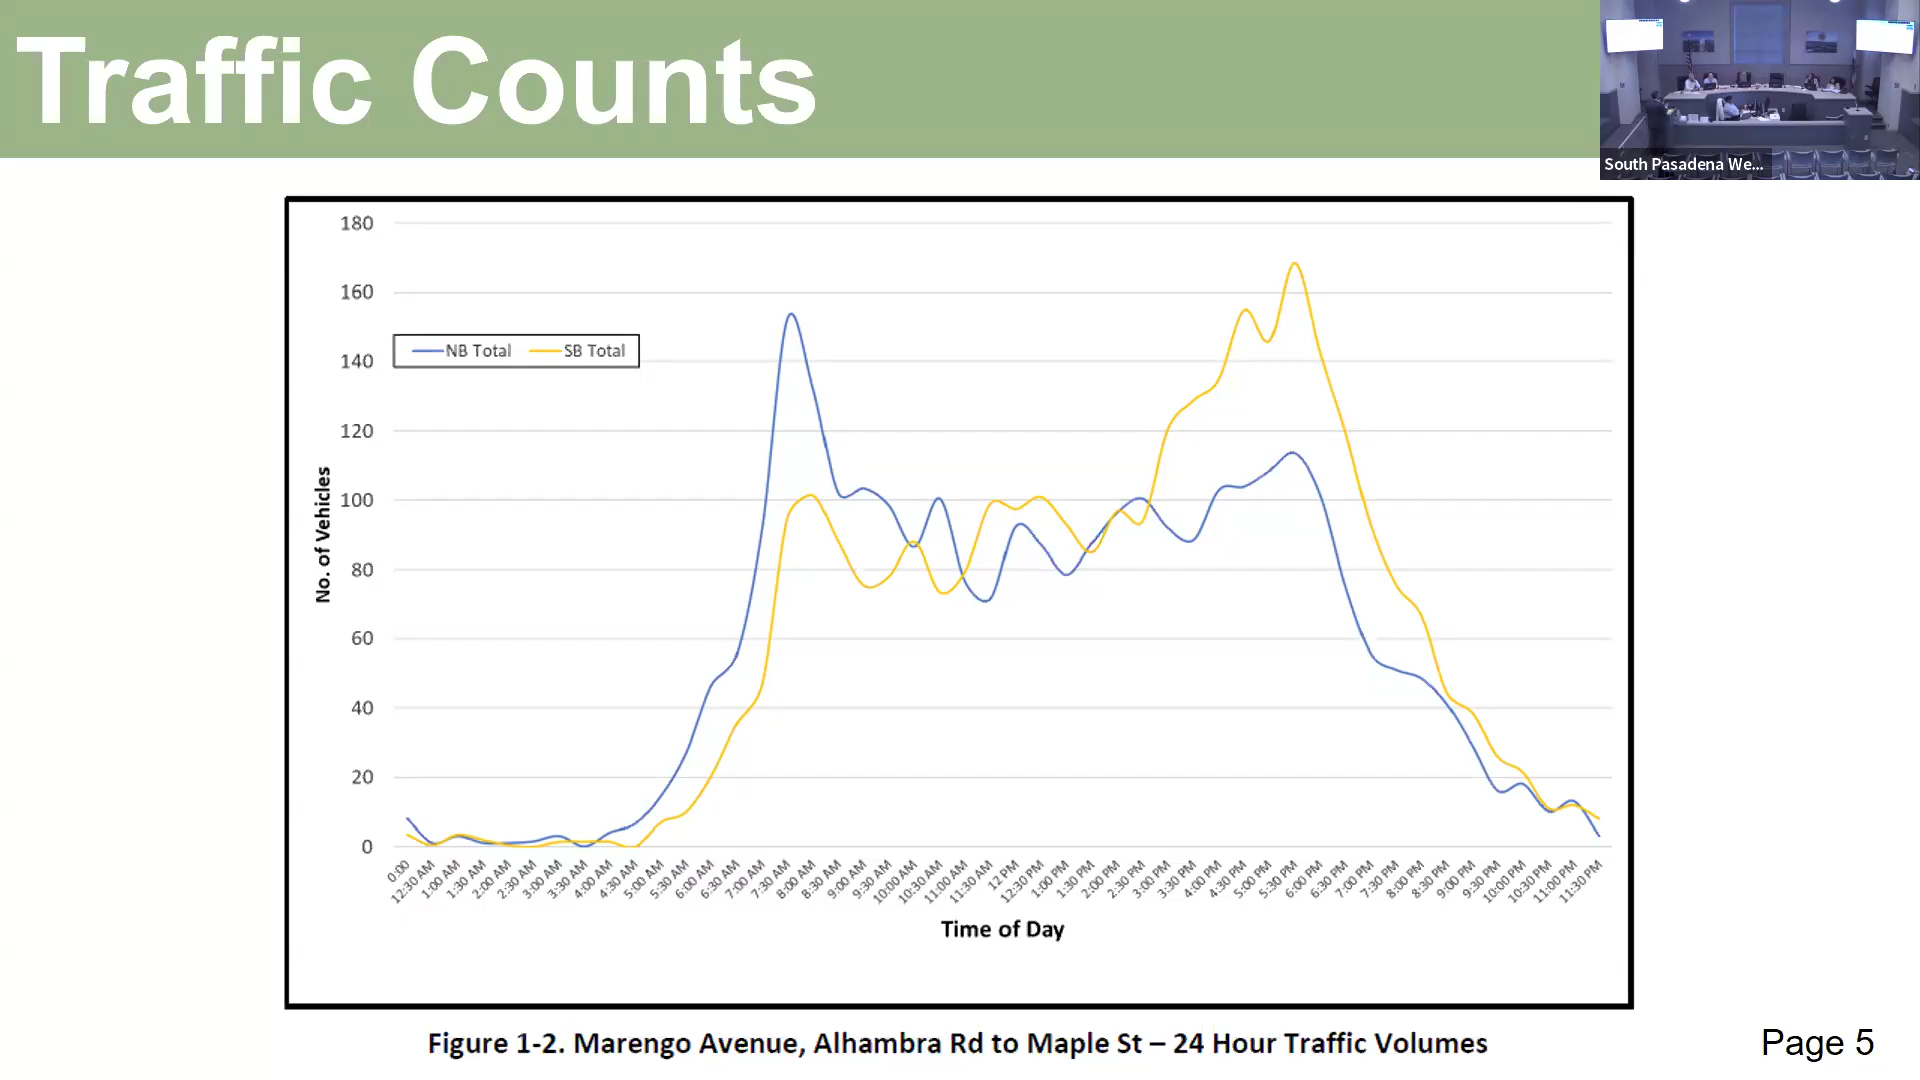 Traffic Counts
South Pasadena We...
180
160
140
120
100
80
60
40
20
0
NB Total
SB Total
No. of Vehicles
0:00
12:30 AM
1:00 AM
1:30 AM
2:00 AM
2:30 AM
3:00 AM
3:30 AM
4:00 AM
4:30 AM
5:00 AM
5:30 AM
6:00 AM
6:30 AM
7:00 AM
7:30 AM
8:00 AM
8:30 AM
9:00 AM
9:30 AM
10:00 AM
10:30 AM
11:00 AM
11:30 AM
12 PM
12:30 PM
1:00 PM
1:30 PM
2:00 PM
2:30 PM
3:00 PM
3:30 PM
4:00 PM
4:30 PM
5:00 PM
5:30 PM
6:00 PM
6:30 PM
7:00 PM
7:30 PM
8:00 PM
8:30 PM
9:00 PM
9:30 PM
10:00 PM
10:30 PM
11:00 PM
11:30 PM
Time of Day
Figure 1-2. Marengo Avenue, Alhambra Rd to Maple St – 24 Hour Traffic Volumes
Page 5